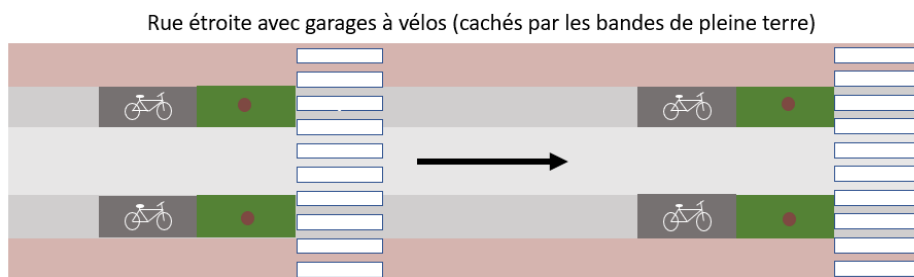 Rue étroite avec garages à vélos (cachés par les bandes de pleine terre)